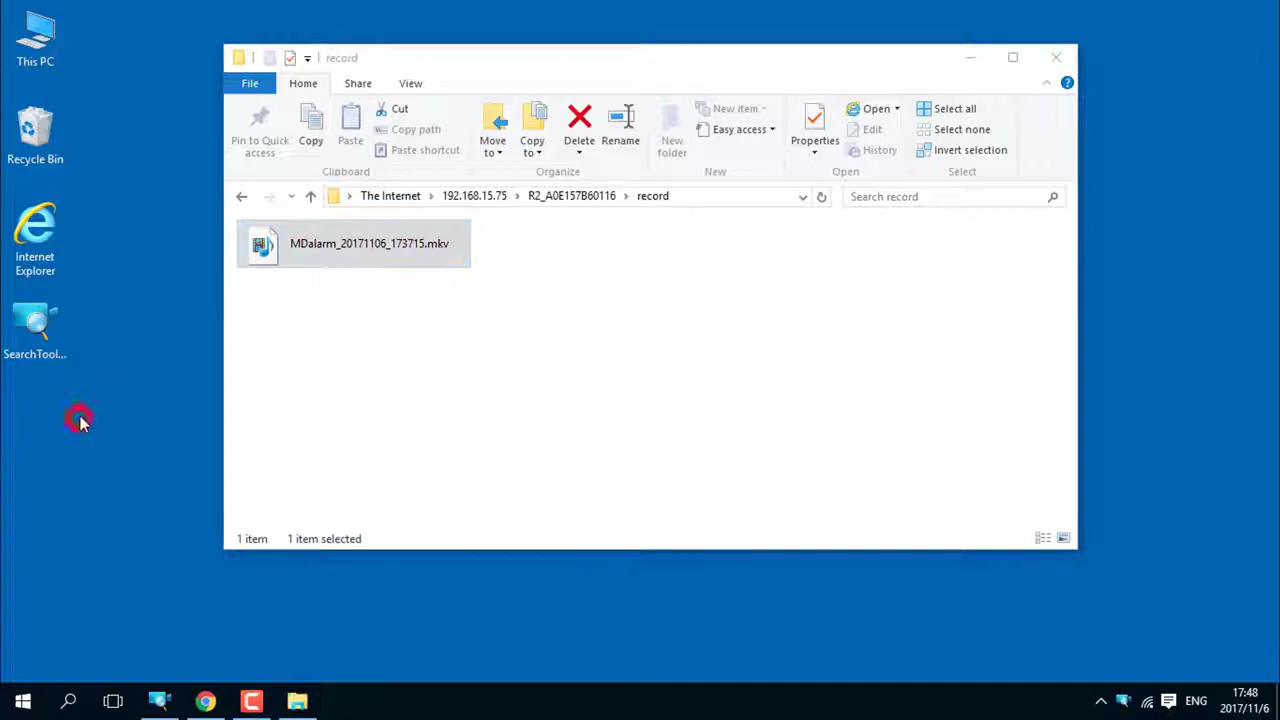 This PC
Recycle Bin
Internet
Explorer
SearchTool...
record
File
Home
Share
View
Pin to Quick
access
Copy
Paste
Cut
Copy path
Paste shortcut
Clipboard
Move
to
Copy
to
Delete
Rename
Organize
New
folder
New item
Easy access
New
Properties
Open
Edit
History
Open
Select all
Select none
Invert selection
Select
The Internet > 192.168.15.75 > R2_A0E157B60116 > record
Search record
MDalarm_20171106_173715.mkv
1 item
1 item selected
ENG
17:48
2017/11/6